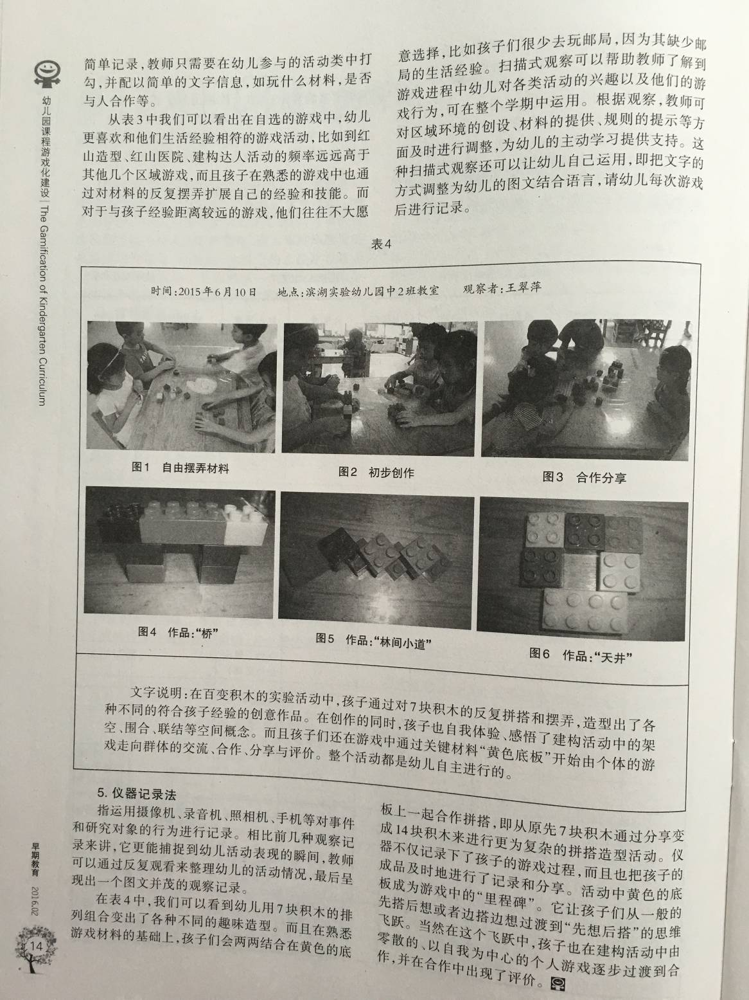 简单记录,教师只需要在幼儿参与的活动类中打
勾,并配以简单的文字信息,如玩什么材料,是否
与人合作等。
从表3中我们可以看出在自选的游戏中,幼儿
更喜欢和他们生活经验相符的游戏活动,比如到红
山造型、红山医院、建构达人活动的频率远远高于
其他几个区域游戏,而且孩子在熟悉的游戏中也通
过对材料的反复摆弄扩展自己的经验和技能。而
对于与孩子经验距离较远的游戏,他们往往不大愿
意选择,比如孩子们很少去玩邮局,因为其缺少邮
局的生活经验。扫描式观察可以帮助教师了解到
游戏进程中幼儿对各类活动的兴趣以及他们的游
戏行为,可在整个学期中运用。根据观察,教师可
对区域环境的创设、材料的提供、规则的提示等方
面及时进行调整,为幼儿的主动学习提供支持。这
种扫描式观察还可以让幼儿自己运用,即把文字的
方式调整为幼儿的图文结合语言,请幼儿每次游戏
后进行记录。
幼儿园课程游戏化建设|The Gamification of Kindergarten Curriculum
表4
时间:2015年6月10日 地点:滨湖实验幼儿园中2班教室 观察者:王翠萍
图1 自由摆弄材料
图2 初步创作
图3 合作分享
图4 作品:“桥”
图5 作品:“林间小道”
图6 作品:“天井”
文字说明:在百变积木的实验活动中,孩子通过对7块积木的反复拼搭和摆弄,造型出了各
种不同的符合孩子经验的创意作品。在创作的同时,孩子也自我体验、感悟了建构活动中的架
空、围合、联结等空间概念。而且孩子们还在游戏中通过关键材料“黄色底板”开始由个体的游
戏走向群体的交流、合作、分享与评价。整个活动都是幼儿自主进行的。
5. 仪器记录法
指运用摄像机、录音机、照相机、手机等对事件
和研究对象的行为进行记录。相比前几种观察记
录来讲,它更能捕捉到幼儿活动表现的瞬间,教师
可以通过反复观看来整理幼儿的活动情况,最后呈
现出一个图文并茂的观察记录。
在表4中,我们可以看到幼儿用7块积木的排
列组合变出了各种不同的趣味造型。而且在熟悉
游戏材料的基础上,孩子们会两两结合在黄色的底
板上一起合作拼搭,即从原先7块积木通过分享变
成14块积木来进行更为复杂的拼搭造型活动。仪
器不仅记录下了孩子的游戏过程,而且也把孩子的
成品及时地进行了记录和分享。活动中黄色的底
板成为游戏中的“里程碑”。它让孩子们从一般的
先搭后想或者边搭边想过渡到“先想后搭”的思维
飞跃。当然在这个飞跃中,孩子也在建构活动中由
零散的、以自我为中心的个人游戏逐步过渡到合
作,并在合作中出现了评价。
早期教育 2016.02
14